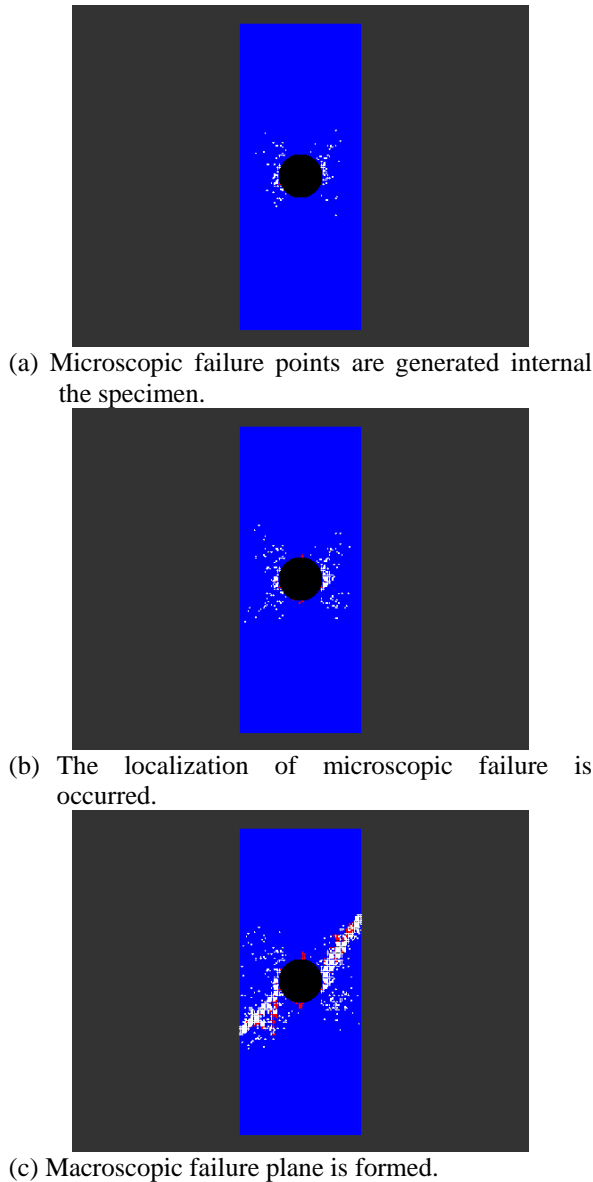 (a) Microscopic failure points are generated internal
the specimen.
(b) The localization of microscopic failure is
occurred.
(c) Macroscopic failure plane is formed.